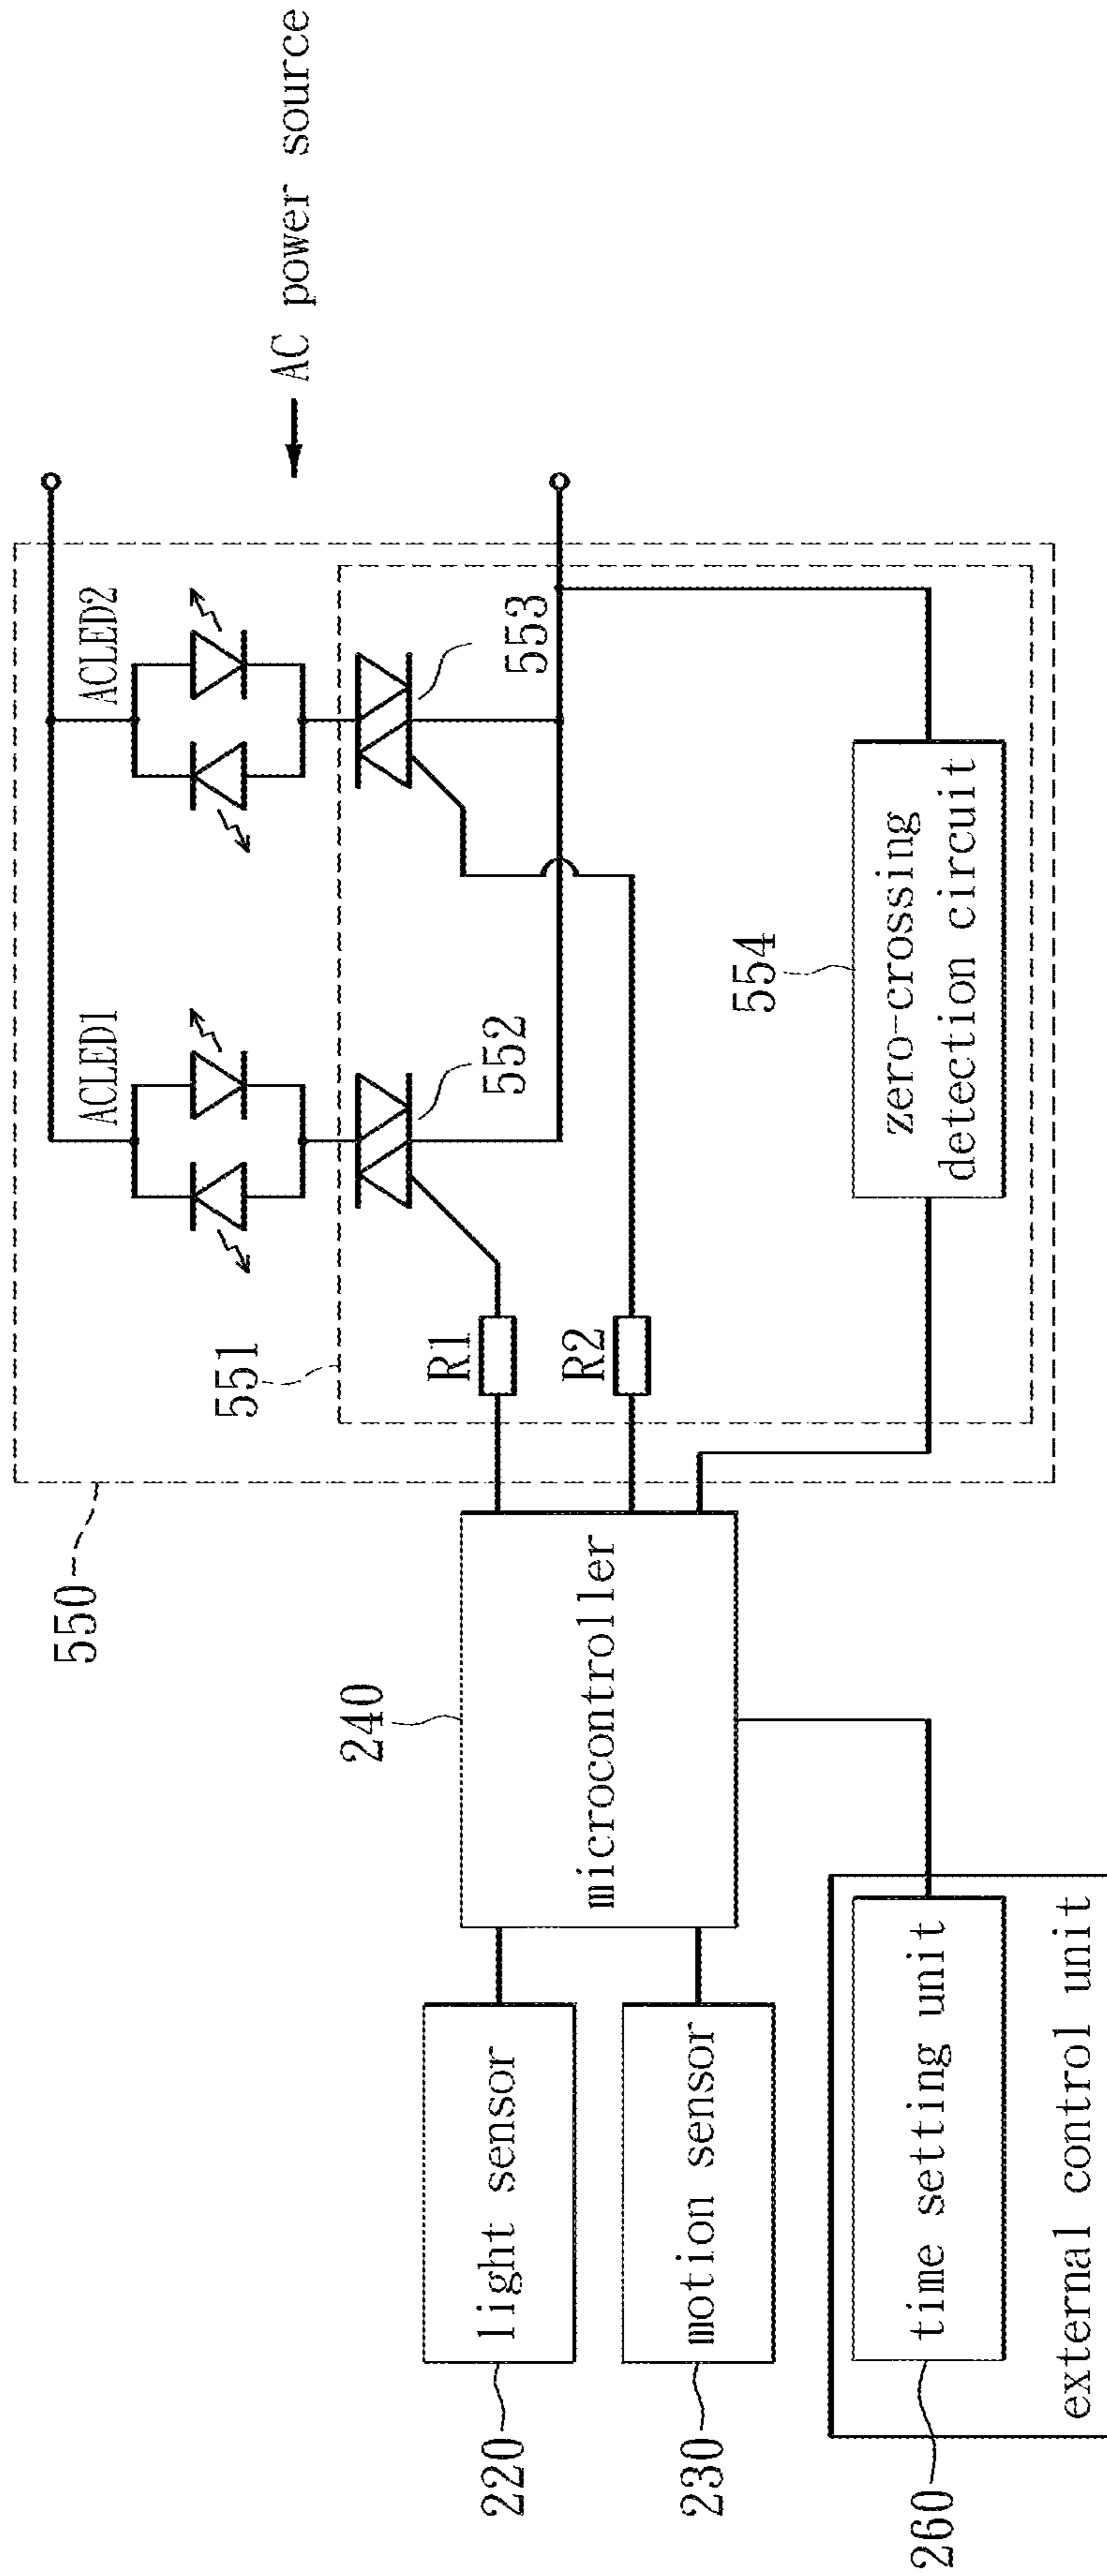 AC power source
ACLED1
ACLED2
550
551
552
553
R1
R2
554
zero-crossing
detection circuit
240
microcontroller
220
light sensor
230
motion sensor
260
time setting unit
external control unit